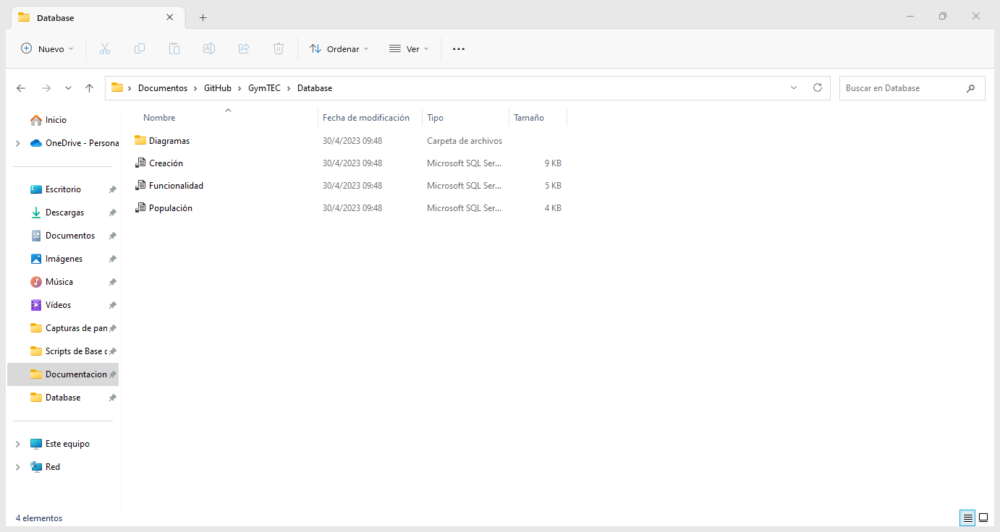 Database
Nuevo
Ordenar
Ver
Documentos > GitHub > GymTEC > Database
Buscar en Database
Inicio
OneDrive - Persona
Escritorio
Descargas
Documentos
Imágenes
Música
Vídeos
Capturas de pan
Scripts de Base c
Documentacion
Database
Este equipo
Red
Nombre Fecha de modificación Tipo Tamaño
Diagramas 30/4/2023 09:48 Carpeta de archivos
Creación 30/4/2023 09:48 Microsoft SQL Ser... 9 KB
Funcionalidad 30/4/2023 09:48 Microsoft SQL Ser... 5 KB
Populación 30/4/2023 09:48 Microsoft SQL Ser... 4 KB
4 elementos